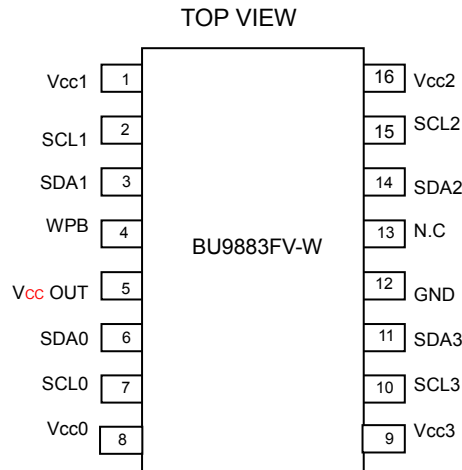 TOP VIEW
Vcc1 1 16 Vcc2
SCL1 2 15 SCL2
SDA1 3 14 SDA2
WPB 4 13 N.C
BU9883FV-W
Vcc OUT 5 12 GND
SDA0 6 11 SDA3
SCL0 7 10 SCL3
Vcc0 8 9 Vcc3